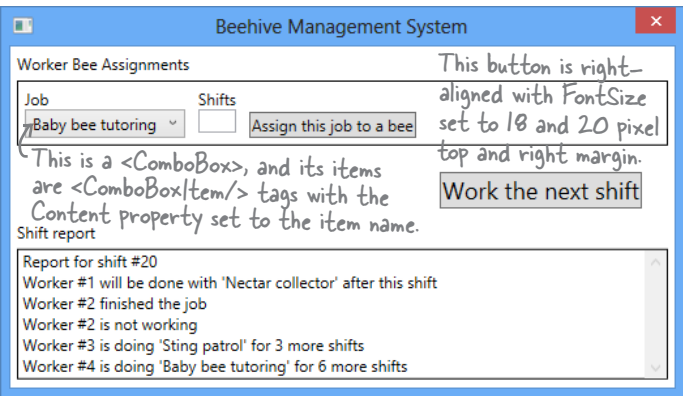 Beehive Management System
Worker Bee Assignments
This button is right-
aligned with FontSize
set to 18 and 20 pixel
top and right margin.
Job
Shifts
Baby bee tutoring
Assign this job to a bee
This is a <ComboBox>, and its items
are <ComboBoxItem/> tags with the
Content property set to the item name.
Work the next shift
Shift report
Report for shift #20
Worker #1 will be done with 'Nectar collector' after this shift
Worker #2 finished the job
Worker #2 is not working
Worker #3 is doing 'Sting patrol' for 3 more shifts
Worker #4 is doing 'Baby bee tutoring' for 6 more shifts